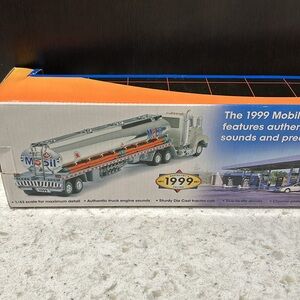 The 1999 Mobil
features authen
sounds and prec
Mobil
1999
• 1/43 scale for maximum detail • Authentic truck engine sounds • Sturdy Die Cast tractor cab •